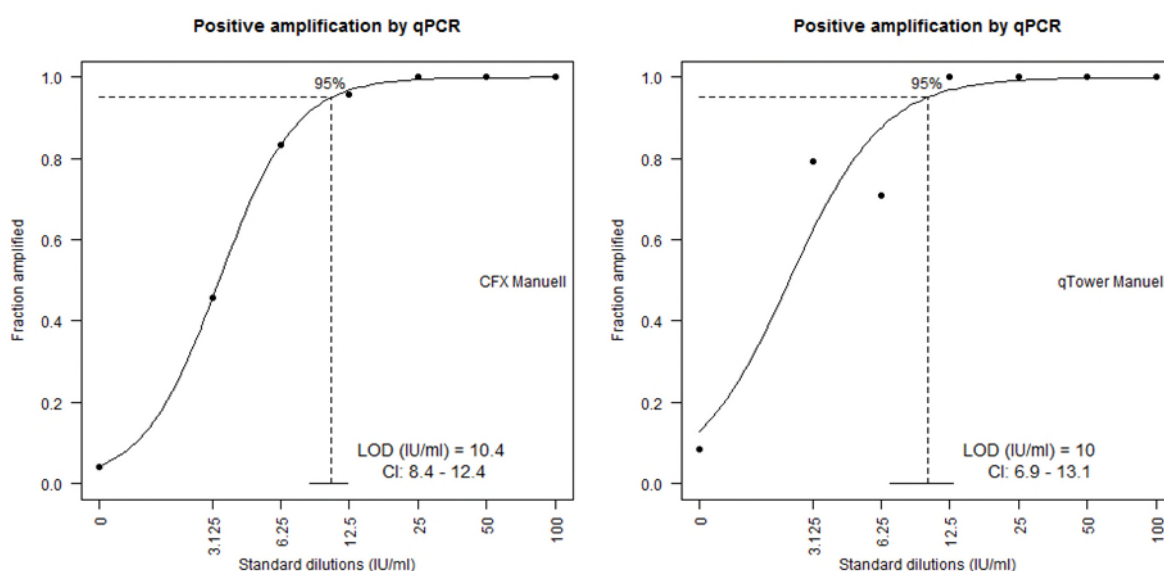 Positive amplification by qPCR
Fraction amplified
1.0
0.8
0.6
0.4
0.2
0.0
95%
CFX Manuell
LOD (IU/ml) = 10.4
CI: 8.4 - 12.4
0
3.125
6.25
12.5
25
50
100
Standard dilutions (IU/ml)
Positive amplification by qPCR
Fraction amplified
1.0
0.8
0.6
0.4
0.2
0.0
95%
qTower Manuell
LOD (IU/ml) = 10
CI: 6.9 - 13.1
0
3.125
6.25
12.5
25
50
100
Standard dilutions (IU/ml)